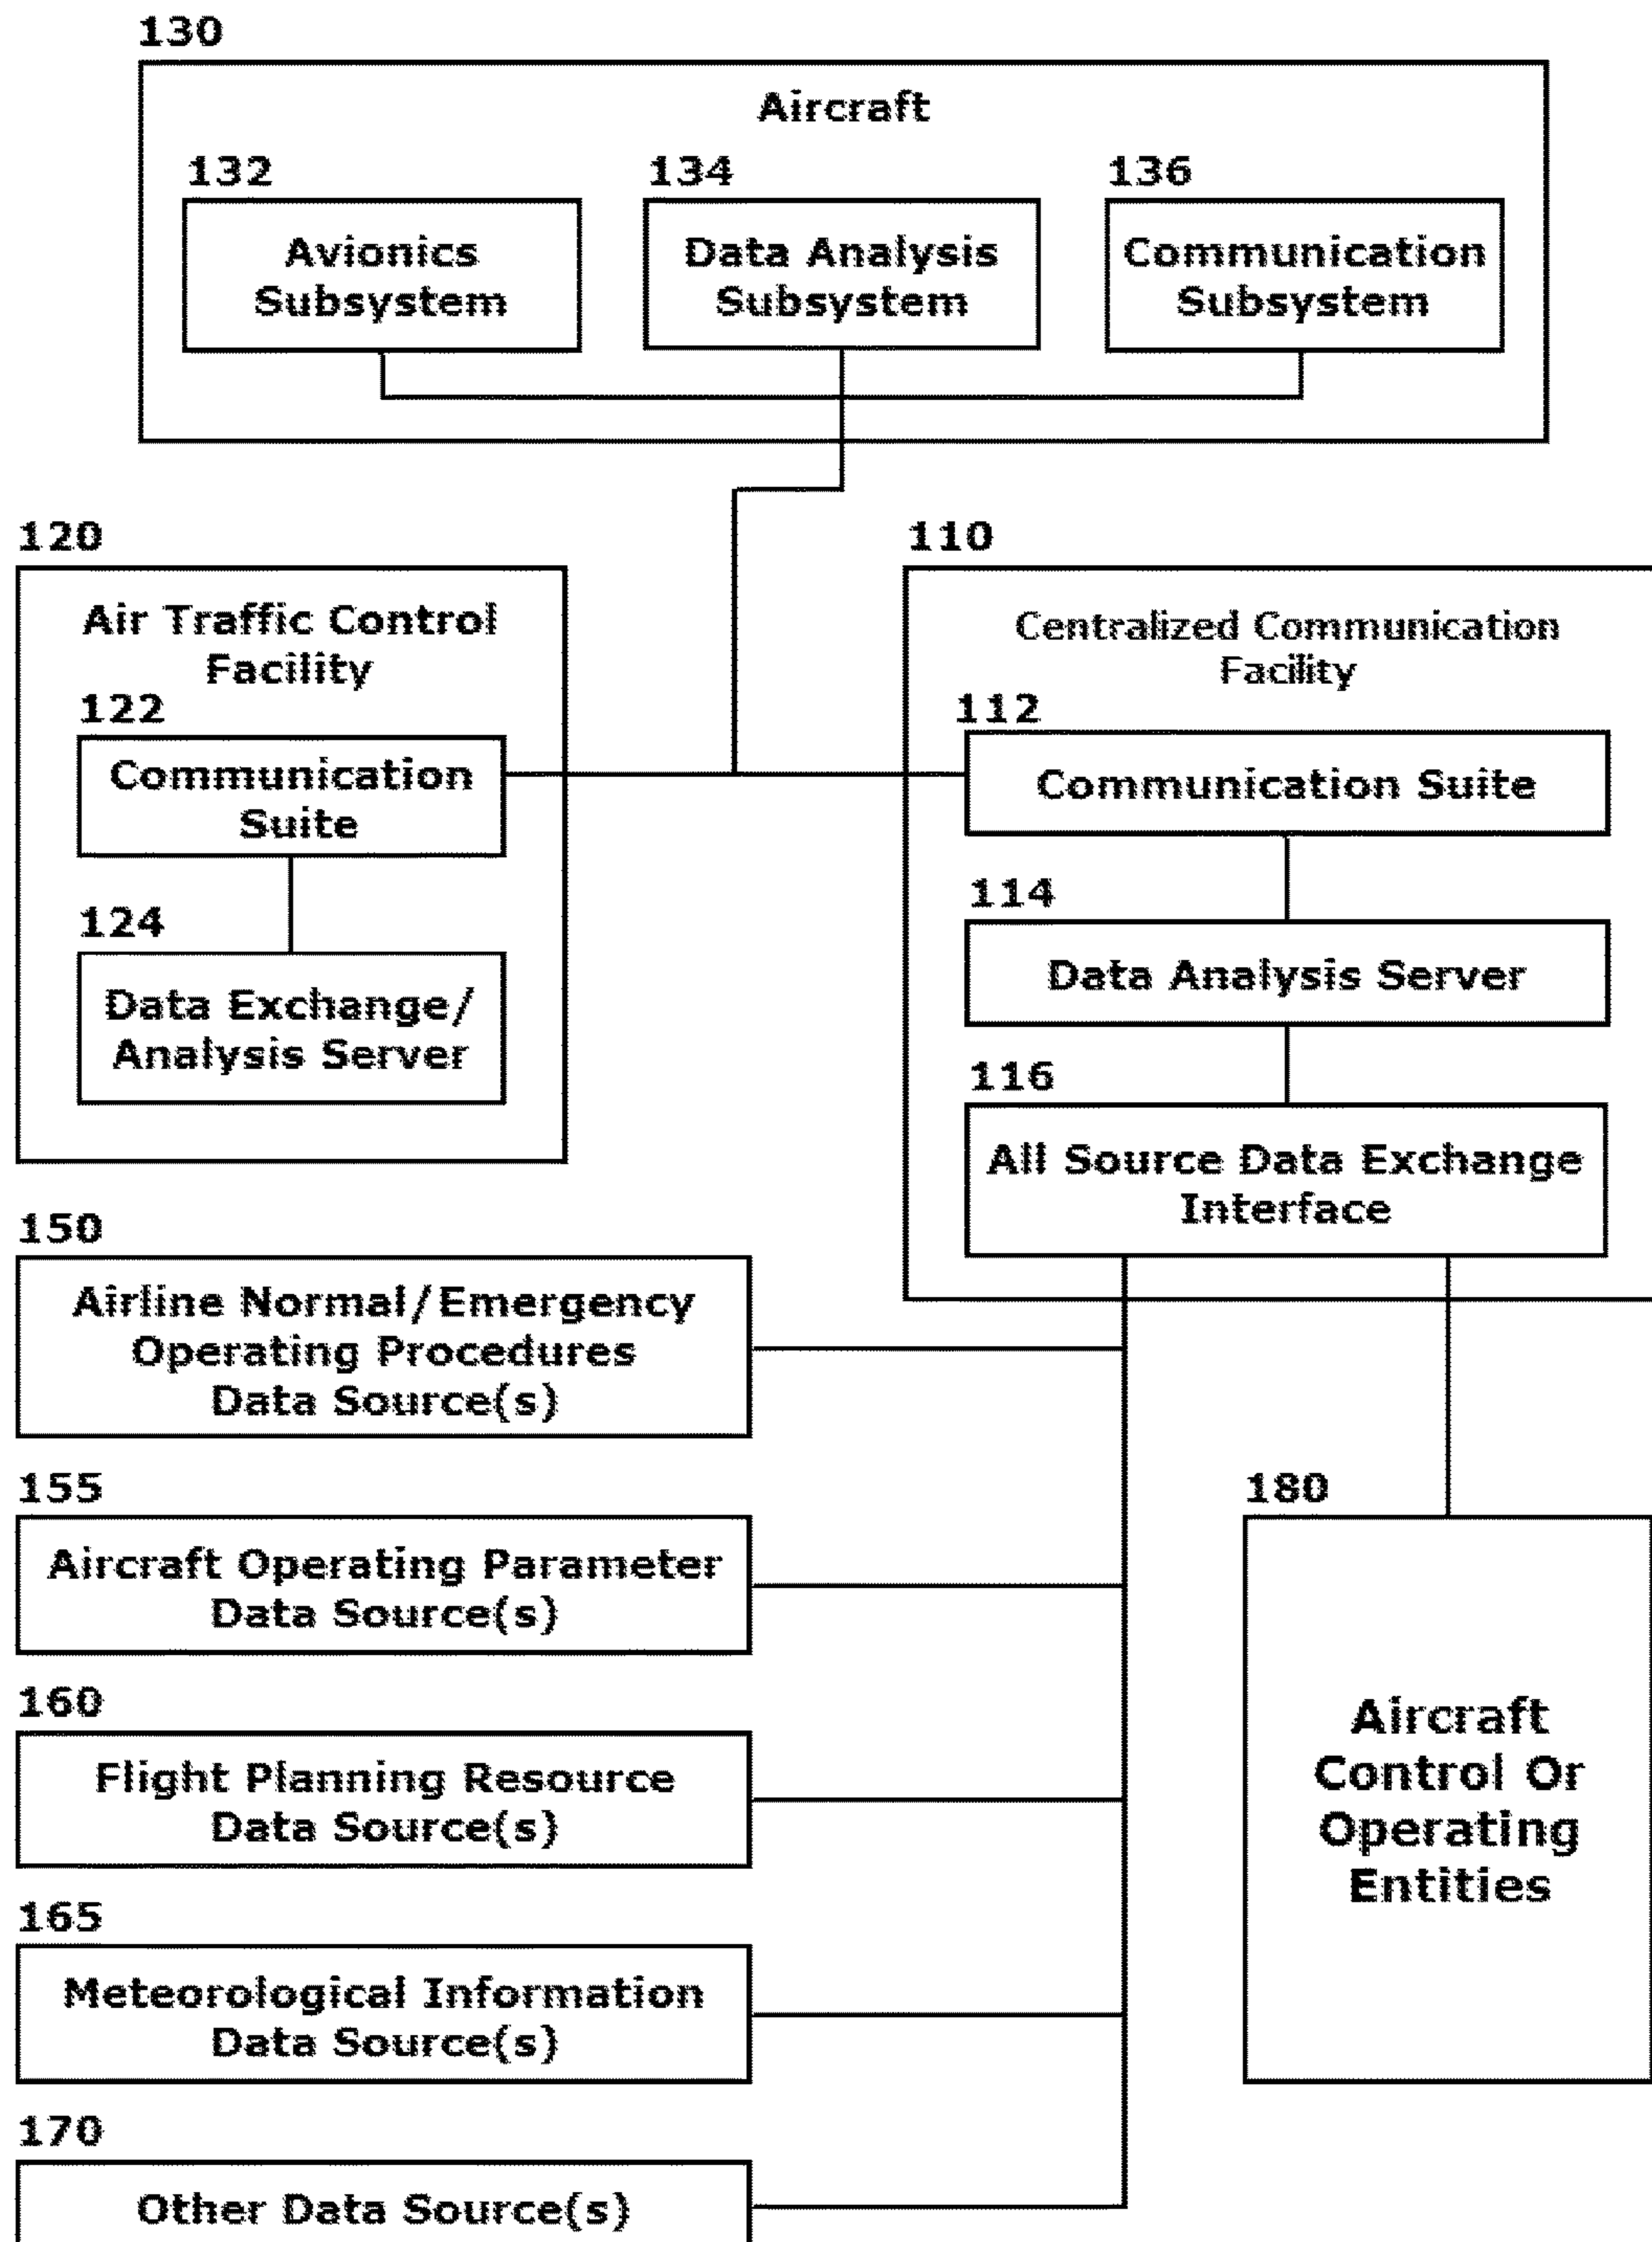 130
Aircraft
132
134
136
Avionics
Subsystem
Data Analysis
Subsystem
Communication
Subsystem
120
Air Traffic Control
Facility
122
Communication
Suite
124
Data Exchange/
Analysis Server
110
Centralized Communication
Facility
112
Communication Suite
114
Data Analysis Server
116
All Source Data Exchange
Interface
150
Airline Normal/Emergency
Operating Procedures
Data Source(s)
155
Aircraft Operating Parameter
Data Source(s)
160
Flight Planning Resource
Data Source(s)
165
Meteorological Information
Data Source(s)
170
Other Data Source(s)
180
Aircraft
Control Or
Operating
Entities